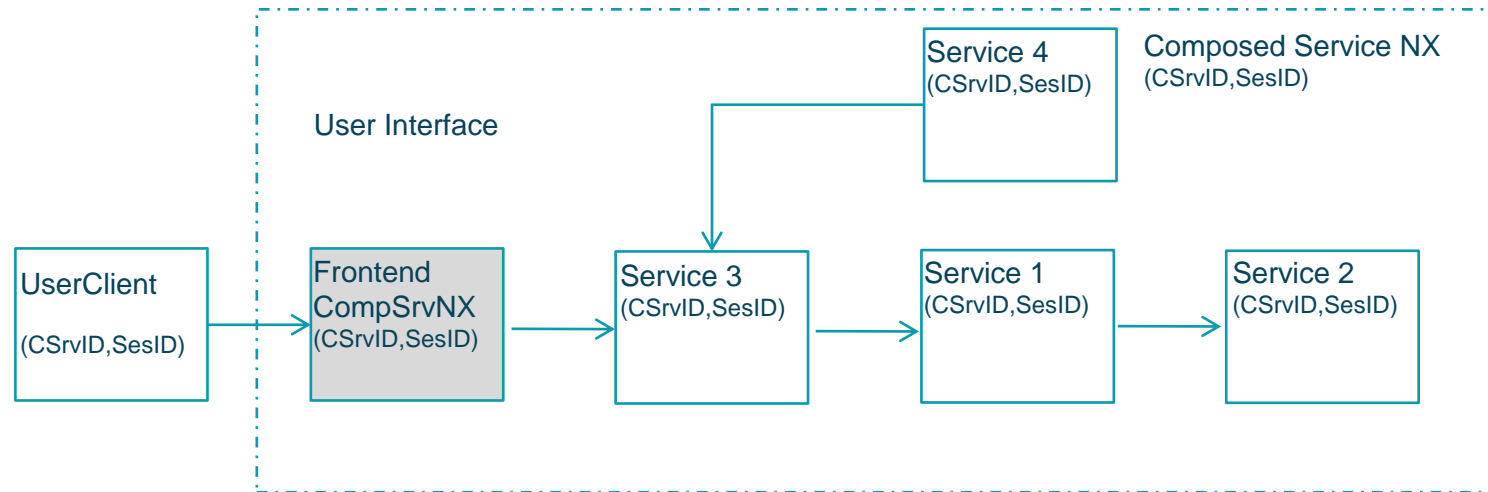 Service 4
(CSrvID,SesID)
Composed Service NX
(CSrvID,SesID)
User Interface
UserClient
(CSrvID,SesID)
Frontend
CompSrvNX
(CSrvID,SesID)
Service 3
(CSrvID,SesID)
Service 1
(CSrvID,SesID)
Service 2
(CSrvID,SesID)